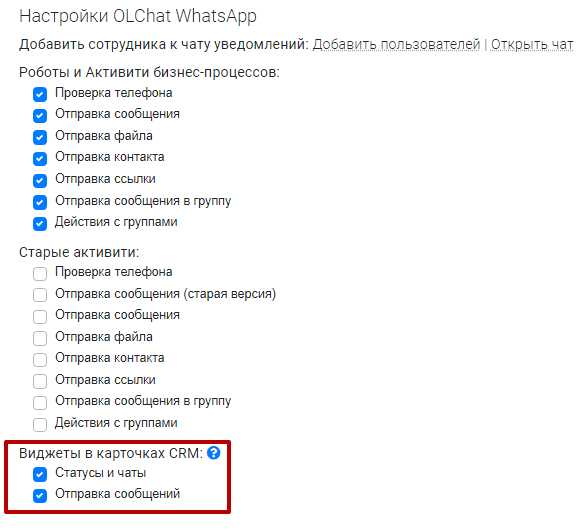 Настройки OLChat WhatsApp
Добавить сотрудника к чату уведомлений: Добавить пользователей | Открыть чат
Роботы и Активити бизнес-процессов:
Проверка телефона
Отправка сообщения
Отправка файла
Отправка контакта
Отправка ссылки
Отправка сообщения в группу
Действия с группами
Старые активити:
Проверка телефона
Отправка сообщения (старая версия)
Отправка сообщения
Отправка файла
Отправка контакта
Отправка ссылки
Отправка сообщения в группу
Действия с группами
Виджеты в карточках CRM: ?
Статусы и чаты
Отправка сообщений